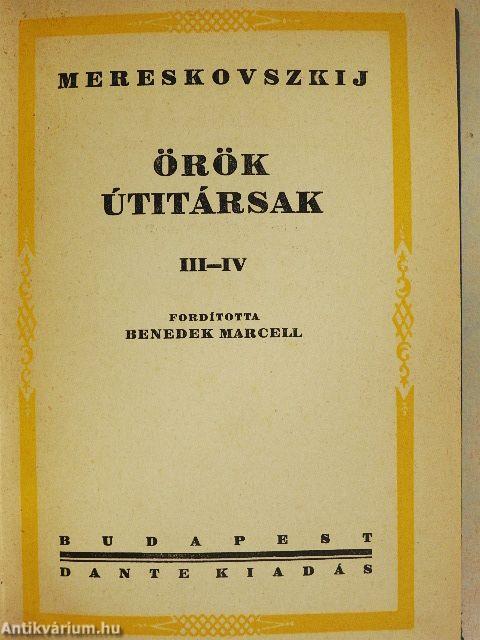 MERESKOVSZKIJ
ÖRÖK
ÚTITÁRSAK
III—IV
FORDÍTOTTA
BENEDEK MARCELL
BUDAPEST
DANTE KIADÁS
Antikvárium.hu